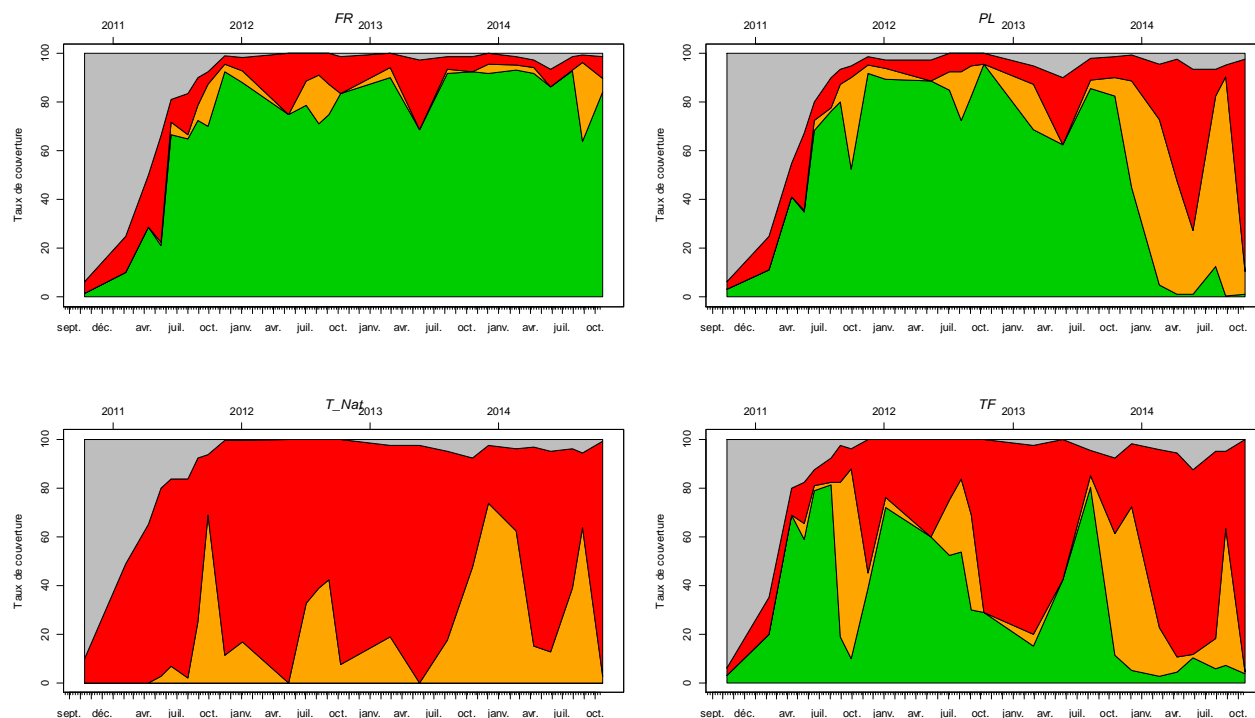 FR
2011 2012 2013 2014
Taux de couverture
100
80
60
40
20
0
sept. déc. avr. juil. oct. janv. avr. juil. oct. janv. avr. juil. oct. janv. avr. juil. oct.
PL
2011 2012 2013 2014
Taux de couverture
100
80
60
40
20
0
sept. déc. avr. juil. oct. janv. avr. juil. oct. janv. avr. juil. oct. janv. avr. juil. oct.
T_Nat
2011 2012 2013 2014
Taux de couverture
100
80
60
40
20
0
sept. déc. avr. juil. oct. janv. avr. juil. oct. janv. avr. juil. oct. janv. avr. juil. oct.
TF
2011 2012 2013 2014
Taux de couverture
100
80
60
40
20
0
sept. déc. avr. juil. oct. janv. avr. juil. oct. janv. avr. juil. oct. janv. avr. juil. oct.